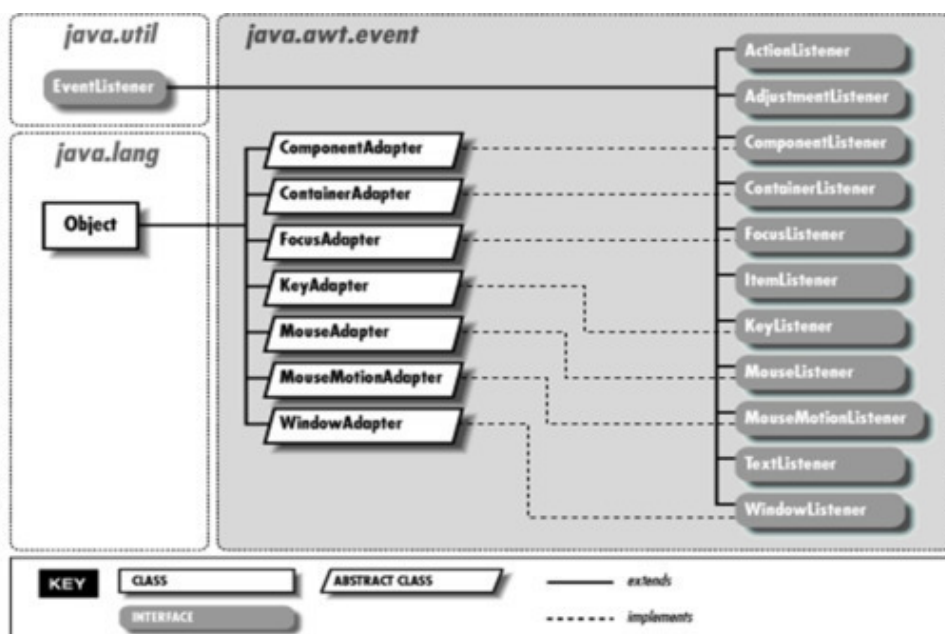 java.util
EventListener
java.lang
Object
java.awt.event
ComponentAdapter
ContainerAdapter
FocusAdapter
KeyAdapter
MouseAdapter
MouseMotionAdapter
WindowAdapter
ActionListener
AdjustmentListener
ComponentListener
ContainerListener
FocusListener
ItemListener
KeyListener
MouseListener
MouseMotionListener
TextListener
WindowListener
KEY
CLASS
ABSTRACT CLASS
extends
INTERFACE
implements